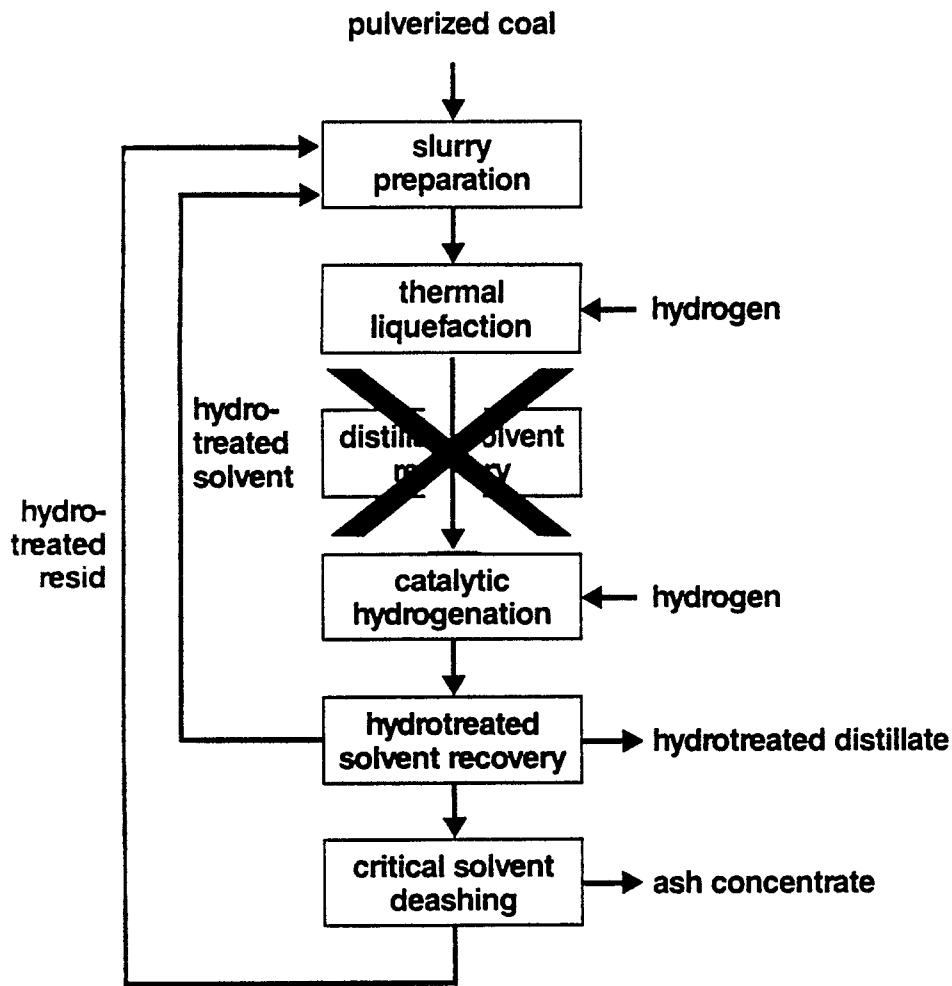 pulverized coal
slurry
preparation
thermal
liquefaction
hydrogen
hydro-
treated
solvent
hydro-
treated
resid
catalytic
hydrogenation
hydrogen
hydrotreated
solvent recovery
hydrotreated distillate
critical solvent
deashing
ash concentrate